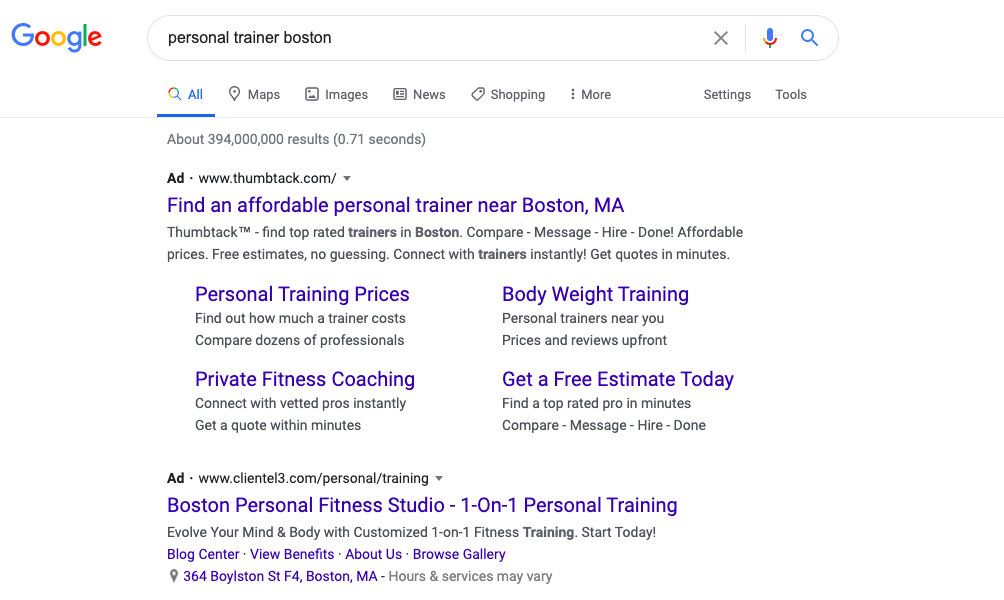 Google
personal trainer boston
All Maps Images News Shopping More Settings Tools
About 394,000,000 results (0.71 seconds)
Ad · www.thumbtack.com/
Find an affordable personal trainer near Boston, MA
Thumbtack™ - find top rated trainers in Boston. Compare - Message - Hire - Done! Affordable
prices. Free estimates, no guessing. Connect with trainers instantly! Get quotes in minutes.
Personal Training Prices
Find out how much a trainer costs
Compare dozens of professionals
Body Weight Training
Personal trainers near you
Prices and reviews upfront
Private Fitness Coaching
Connect with vetted pros instantly
Get a quote within minutes
Get a Free Estimate Today
Find a top rated pro in minutes
Compare - Message - Hire - Done
Ad · www.clientel3.com/personal/training
Boston Personal Fitness Studio - 1-On-1 Personal Training
Evolve Your Mind & Body with Customized 1-on-1 Fitness Training. Start Today!
Blog Center · View Benefits · About Us · Browse Gallery
364 Boylston St F4, Boston, MA - Hours & services may vary